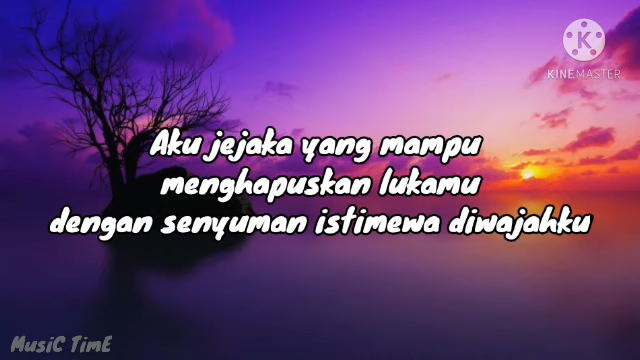 KINEMASTER
Aku jejaka yang mampu
menghapuskan lukamu
dengan senyuman istimewa diwajahku
MusiC TimE